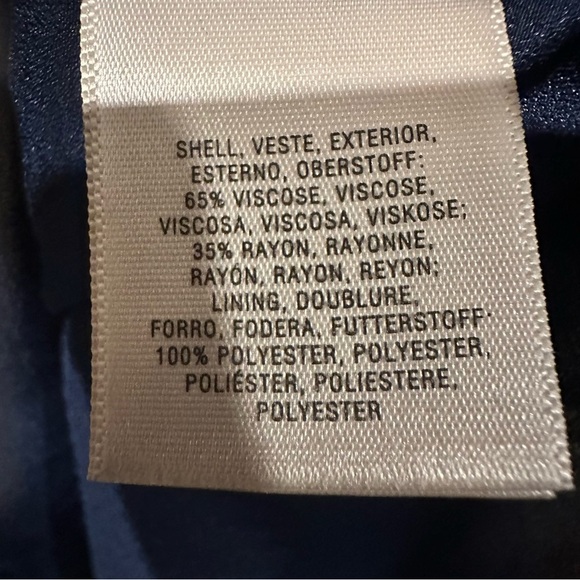 SHELL, VESTE, EXTERIOR,
ESTERNO, OBERSTOFF:
65% VISCOSE, VISCOSE,
VISCOSA, VISCOSA, VISKOSE;
35% RAYON, RAYONNE,
RAYÓN, RAYON, REYON;
LINING, DOUBLURE,
FORRO, FODERA, FUTTERSTOFF:
100% POLYESTER, POLYESTER,
POLIÉSTER, POLIESTERE,
POLYESTER